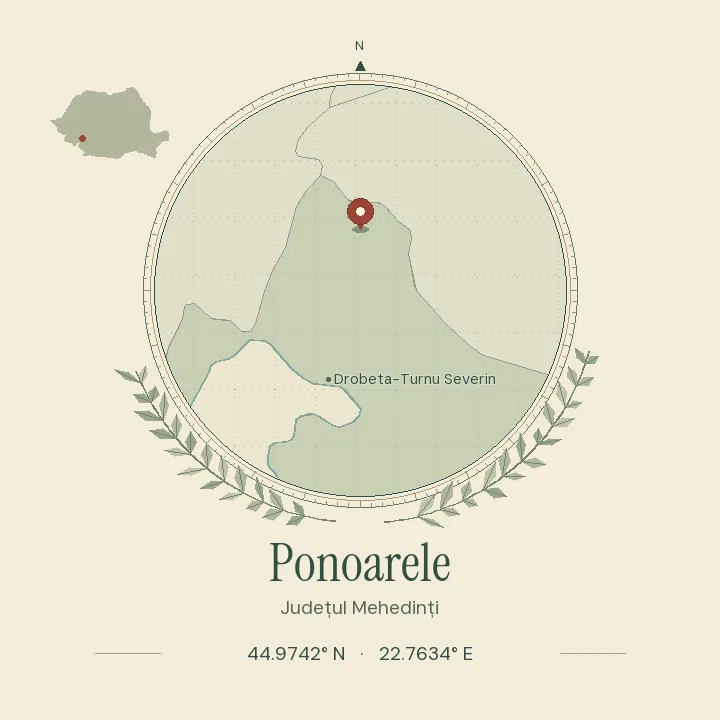 N
Drobeta-Turnu Severin
Ponoarele
Județul Mehedinți
44.9742° N · 22.7634° E